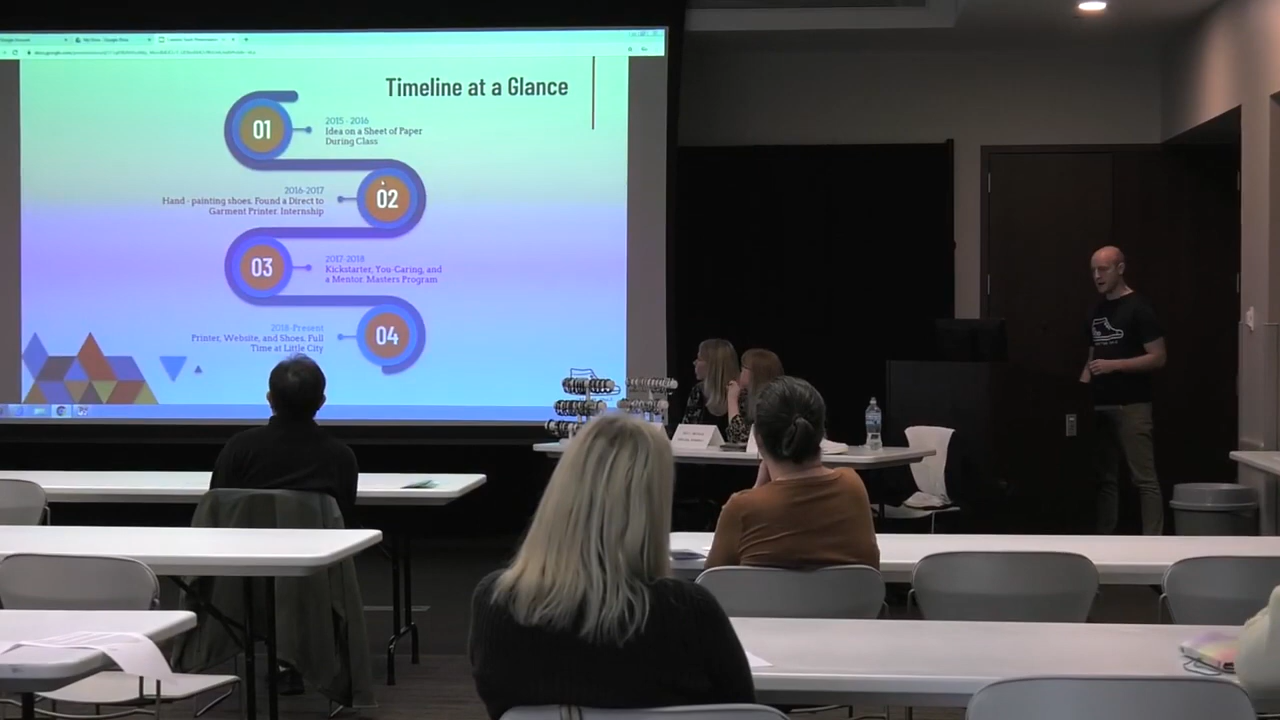 Timeline at a Glance
01
2015 - 2016
Idea on a Sheet of Paper
During Class
2016-2017
Hand - painting shoes. Found a Direct to
Garment Printer. Internship
02
03
2017-2018
Kickstarter, You-Caring, and
a Mentor. Masters Program
2018-Present
Printer, Website, and Shoes. Full
Time at Little City
04